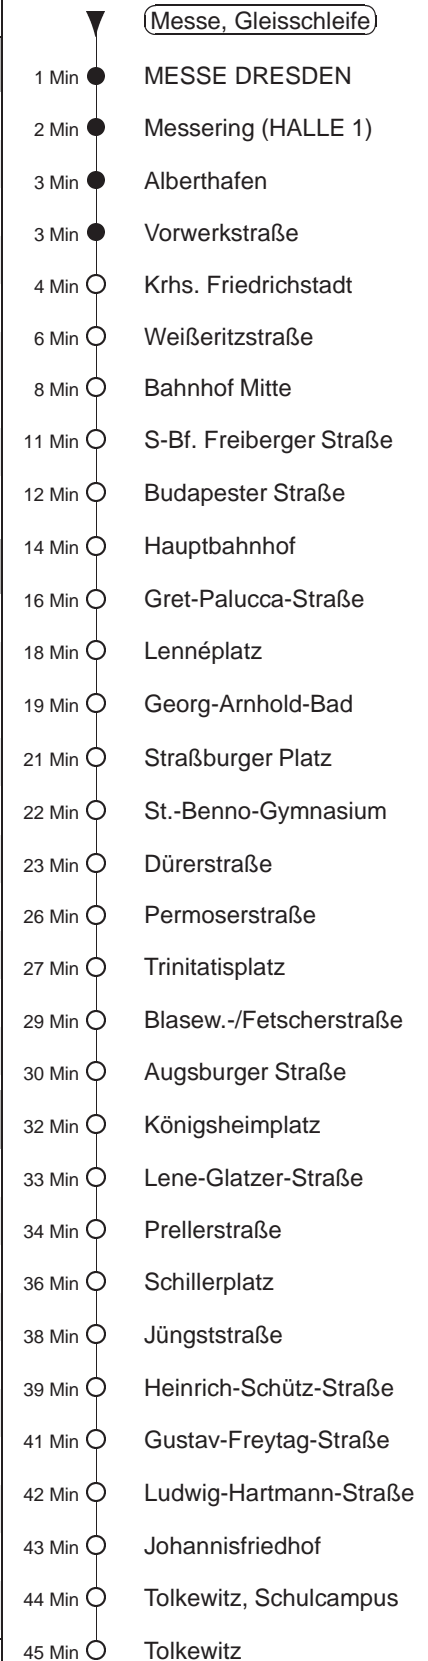 Messe, Gleisschleife
1 Min MESSE DRESDEN
2 Min Messering (HALLE 1)
3 Min Alberthafen
3 Min Vorwerkstraße
4 Min Krhs. Friedrichstadt
6 Min Weißeritzstraße
8 Min Bahnhof Mitte
11 Min S-Bf. Freiberger Straße
12 Min Budapester Straße
14 Min Hauptbahnhof
16 Min Gret-Palucca-Straße
18 Min Lennéplatz
19 Min Georg-Arnhold-Bad
21 Min Straßburger Platz
22 Min St.-Benno-Gymnasium
23 Min Dürerstraße
26 Min Permoserstraße
27 Min Trinitatisplatz
29 Min Blasew.-/Fetscherstraße
30 Min Augsburger Straße
32 Min Königsheimplatz
33 Min Lene-Glatzer-Straße
34 Min Prellerstraße
36 Min Schillerplatz
38 Min Jüngststraße
39 Min Heinrich-Schütz-Straße
41 Min Gustav-Freytag-Straße
42 Min Ludwig-Hartmann-Straße
43 Min Johannisfriedhof
44 Min Tolkewitz, Schulcampus
45 Min Tolkewitz